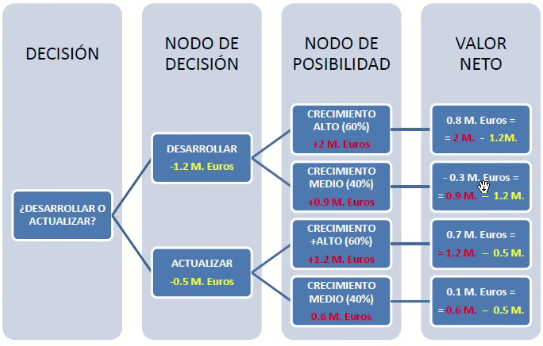 DECISIÓN
NODO DE
DECISIÓN
NODO DE
POSIBILIDAD
VALOR
NETO
¿DESARROLLAR O
ACTUALIZAR?
DESARROLLAR
-1.2 M. Euros
ACTUALIZAR
-0.5 M. Euros
CRECIMIENTO
ALTO (60%)
+2 M. Euros
CRECIMIENTO
MEDIO (40%)
+0.9 M. Euros
CRECIMIENTO
+ALTO (60%)
+1.2 M. Euros
CRECIMIENTO
MEDIO (40%)
0.6 M. Euros
0.8 M. Euros =
= 2 M. - 1.2M.
- 0.3 M. Euros =
= 0.9 M. – 1.2 M.
0.7 M. Euros =
= 1.2 M. – 0.5 M.
0.1 M. Euros =
= 0.6 M. – 0.5 M.